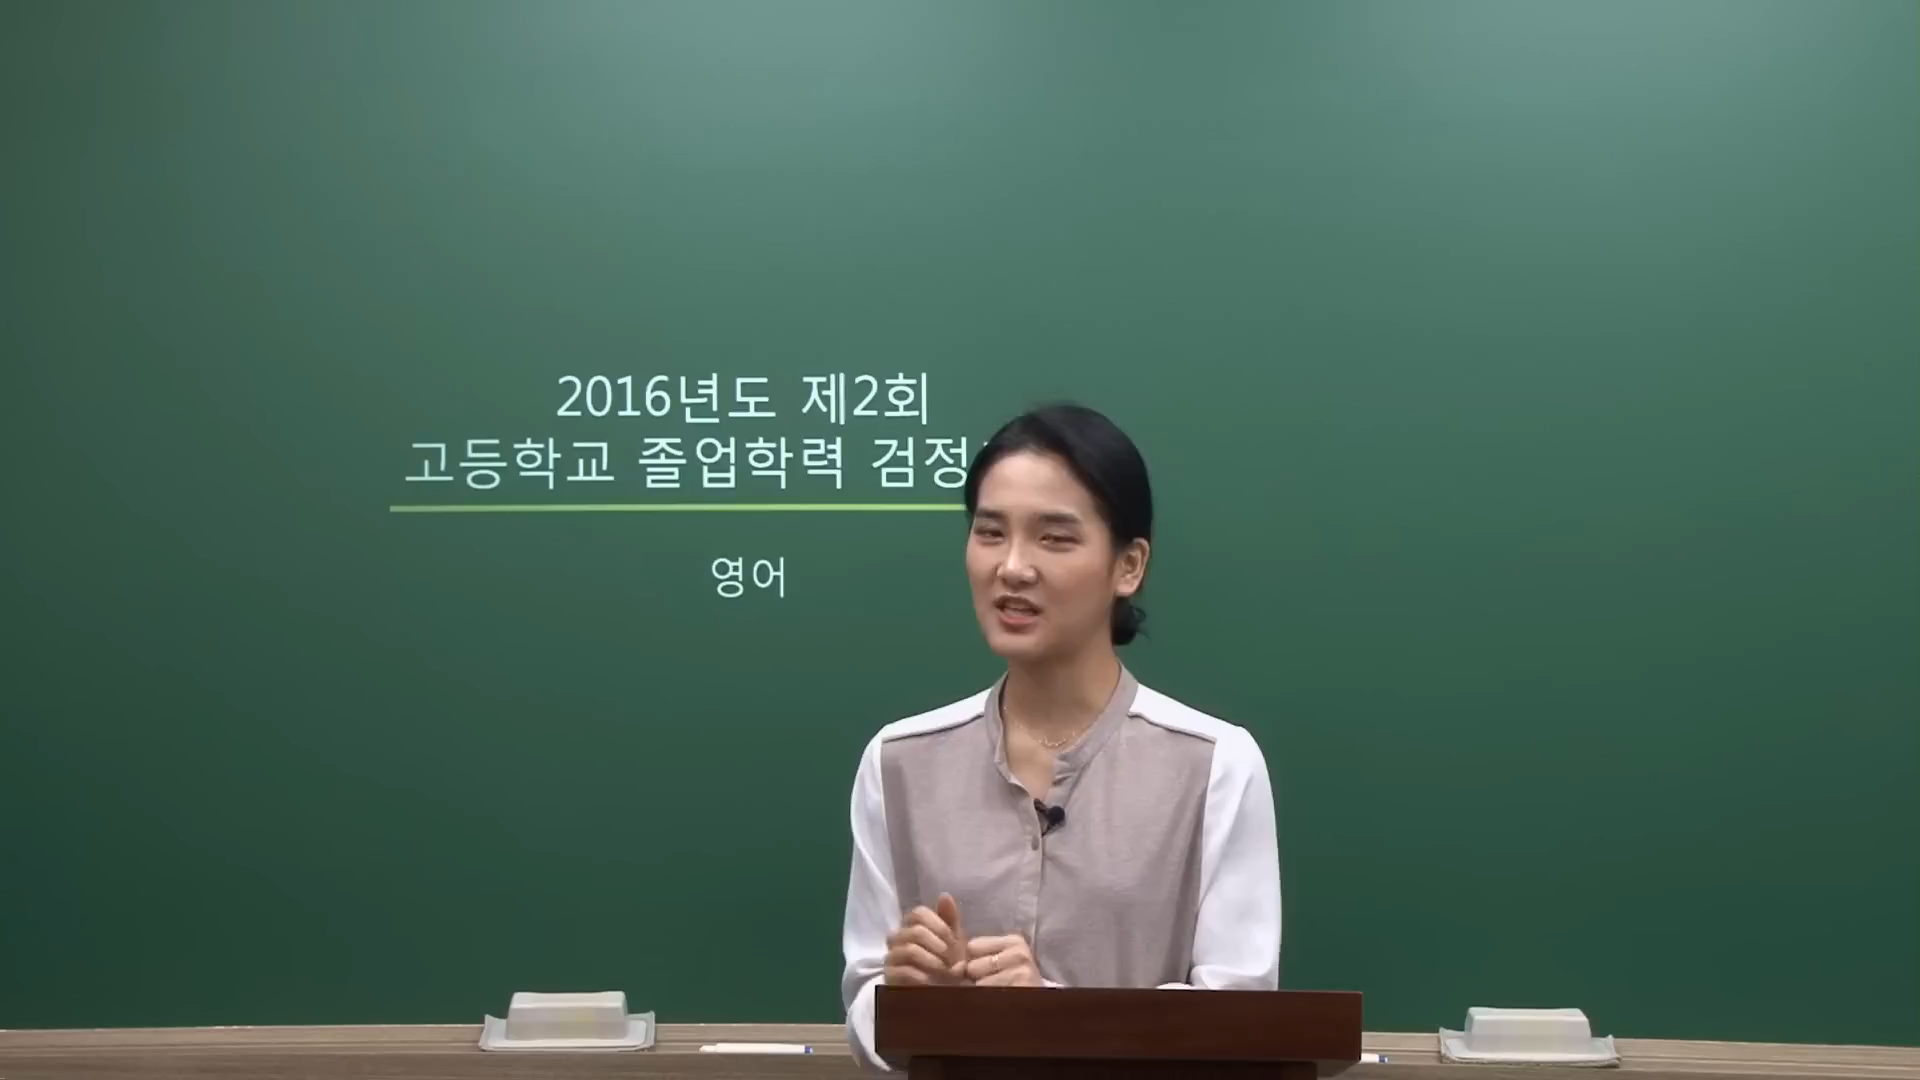 2016년도 제2회
고등학교 졸업학력 검정
영어